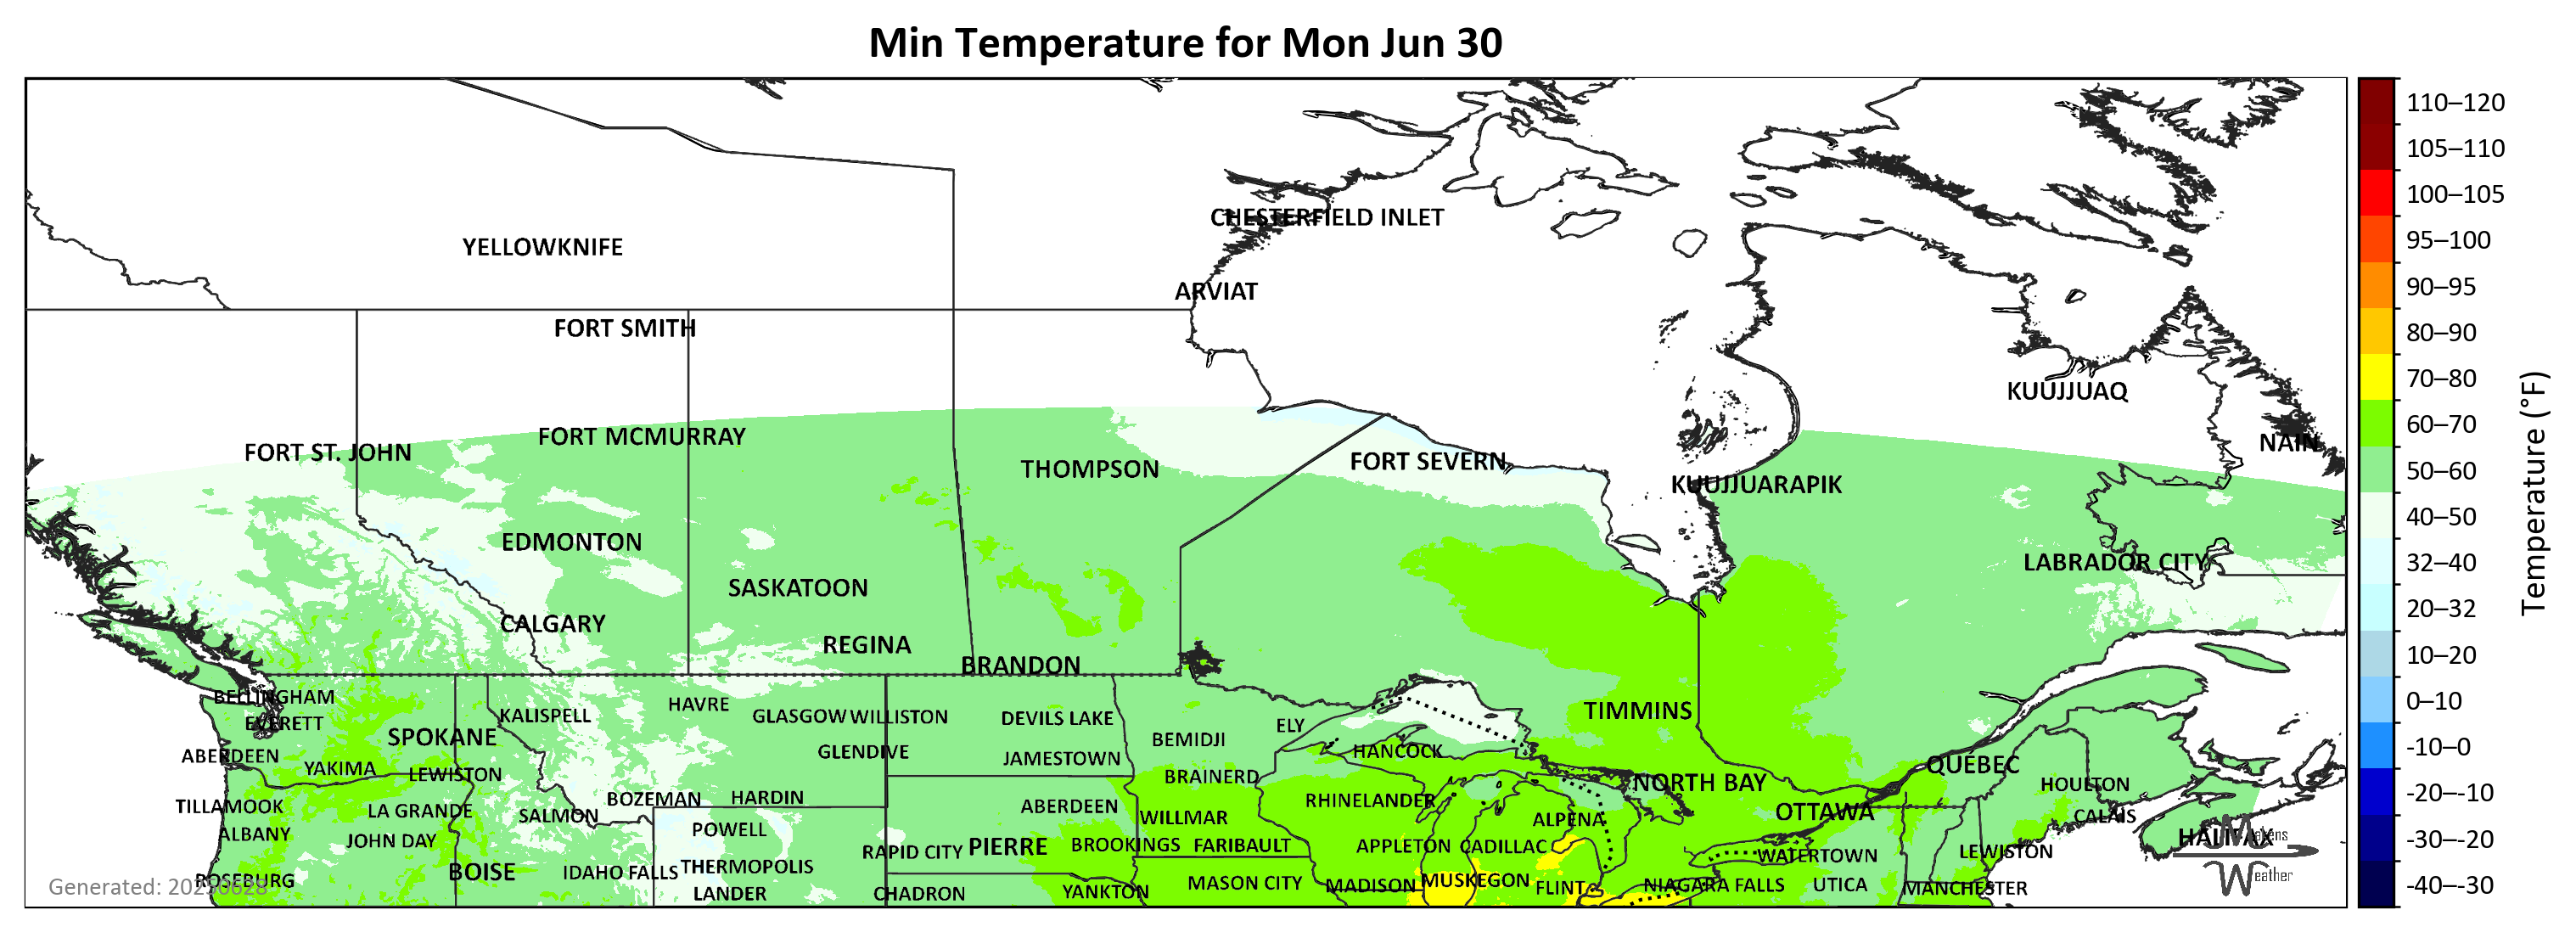 Min Temperature for Mon Jun 30
CHESTERFIELD INLET
YELLOWKNIFE
ARVIAT
FORT SMITH
KUUJJUAQ
FORT MCMURRAY
NAIN
FORT ST. JOHN
FORT SEVERN
THOMPSON
KUUJJUARAPIK
EDMONTON
LABRADOR CITY
SASKATOON
CALGARY
REGINA
BRANDON
BELLINGHAM
HAVRE
EVERETT
KALISPELL
GLASGOW
WILLISTON
DEVILS LAKE
ELY
TIMMINS
SPOKANE
BEMIDJI
ABERDEEN
GLENDIVE
JAMESTOWN
HANCOCK
YAKIMA
LEWISTON
BRAINERD
QUÉBEC
NORTH BAY
HOULTON
TILLAMOOK
LA GRANDE
SALMON
BOZEMAN
HARDIN
ABERDEEN
WILLMAR
RHINELANDER
OTTAWA
CALAIS
ALBANY
JOHN DAY
POWELL
ALPENA
HALIFAX
Makens
Weather
RAPID CITY
PIERRE
BROOKINGS
FARIBAULT
APPLETON
CADILLAC
WATERTOWN
LEWISTON
BOISE
IDAHO FALLS
THERMOPOLIS
ROSEBURG
LANDER
CHADRON
YANKTON
MASON CITY
MADISON
MUSKEGON
FLINT
NIAGARA FALLS
UTICA
MANCHESTER
Generated: 20250628
110–120
105–110
100–105
95–100
90–95
80–90
70–80
60–70
50–60
40–50
32–40
20–32
10–20
0–10
-10–0
-20–-10
-30–-20
-40–-30
Temperature (°F)